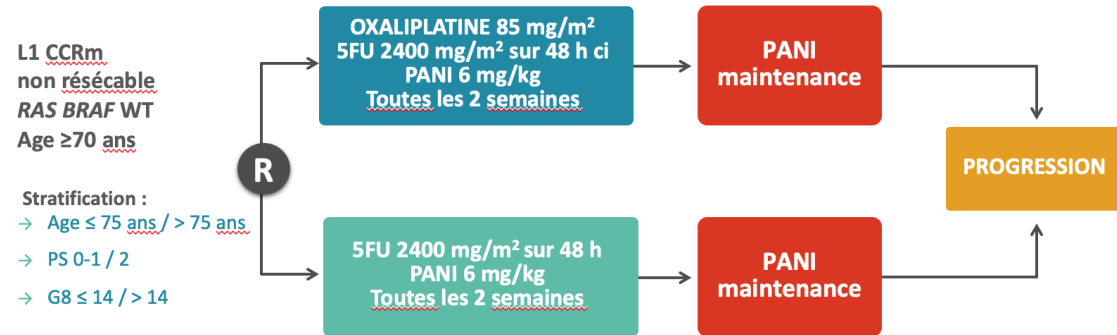 L1 CCRm
non résécable
RAS BRAF WT
Age ≥70 ans
Stratification :
→ Age ≤ 75 ans / > 75 ans
→ PS 0-1 / 2
→ G8 ≤ 14 / > 14
R
OXALIPLATINE 85 mg/m²
5FU 2400 mg/m² sur 48 h ci
PANI 6 mg/kg
Toutes les 2 semaines
PANI
maintenance
5FU 2400 mg/m² sur 48 h
PANI 6 mg/kg
Toutes les 2 semaines
PANI
maintenance
PROGRESSION